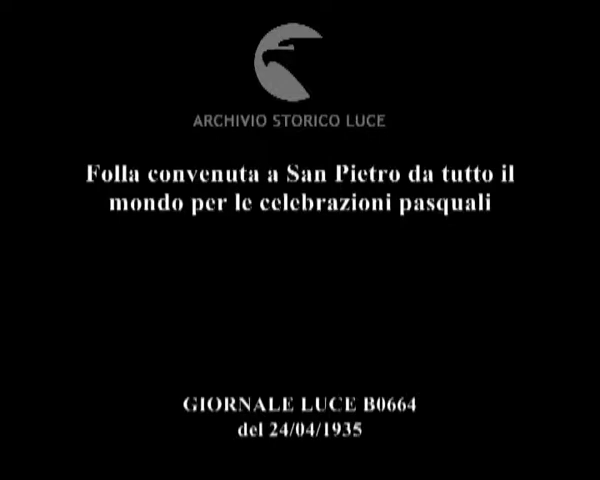 ARCHIVIO STORICO LUCE
Folla convenuta a San Pietro da tutto il
mondo per le celebrazioni pasquali
GIORNALE LUCE B0664
del 24/04/1935